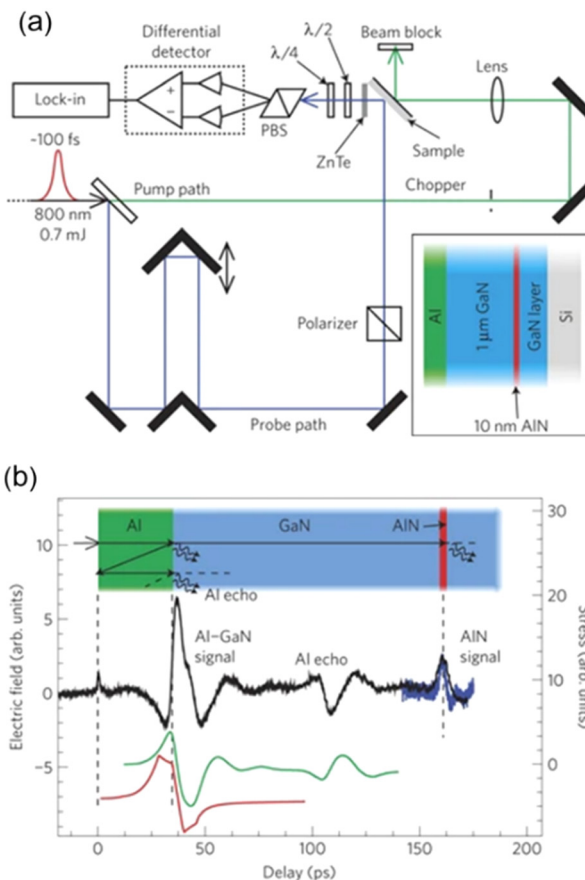 (a)
Differential
detector
λ/4
λ/2
Beam block
Lens
Lock-in
+
−
PBS
ZnTe
Sample
~100 fs
Pump path
Chopper
800 nm
0.7 mJ
Polarizer
Probe path
Al
1 μm GaN
GaN layer
Si
10 nm AlN
(b)
Al
GaN
AlN
Al echo
Al–GaN
signal
Al echo
AlN
signal
Electric field (arb. units)
10
5
0
−5
Stress (arb. units)
30
20
10
0
0
50
100
150
200
Delay (ps)